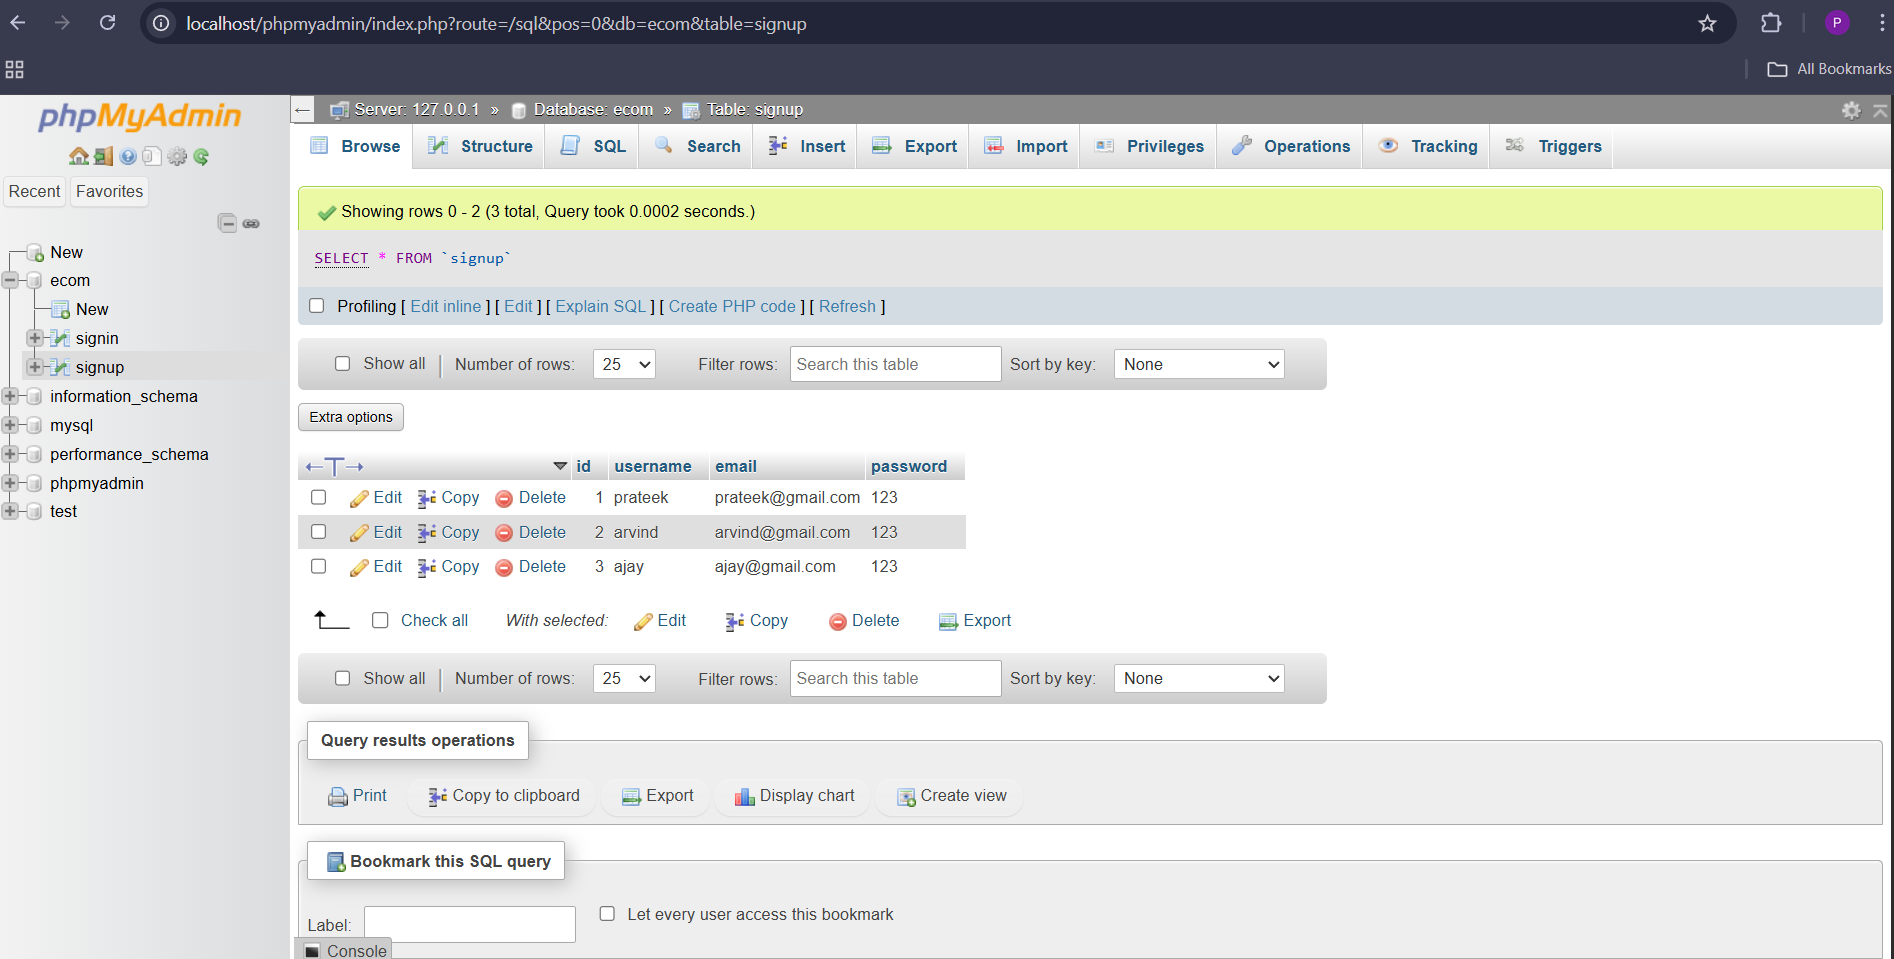 localhost/phpmyadmin/index.php?route=/sql&pos=0&db=ecom&table=signup
P
All Bookmarks
phpMyAdmin
Recent Favorites
New
ecom
New
signin
signup
information_schema
mysql
performance_schema
phpmyadmin
test
Server: 127.0.0.1 » Database: ecom » Table: signup
Browse Structure SQL Search Insert Export Import Privileges Operations Tracking Triggers
Showing rows 0 - 2 (3 total, Query took 0.0002 seconds.)
SELECT * FROM `signup`
Profiling [ Edit inline ] [ Edit ] [ Explain SQL ] [ Create PHP code ] [ Refresh ]
Show all | Number of rows: 25 Filter rows: Search this table Sort by key: None
Extra options
←T→ id username email password
Edit Copy Delete 1 prateek prateek@gmail.com 123
Edit Copy Delete 2 arvind arvind@gmail.com 123
Edit Copy Delete 3 ajay ajay@gmail.com 123
Check all With selected: Edit Copy Delete Export
Show all | Number of rows: 25 Filter rows: Search this table Sort by key: None
Query results operations
Print Copy to clipboard Export Display chart Create view
Bookmark this SQL query
Label: Let every user access this bookmark
Console